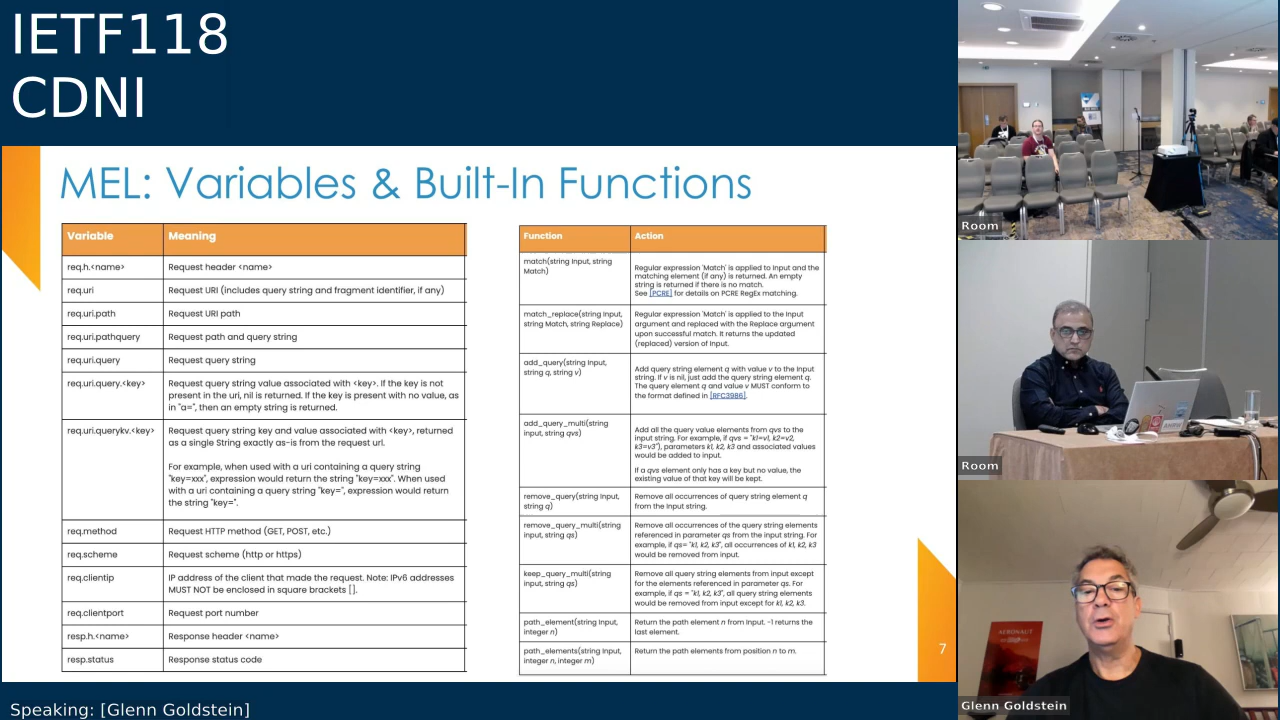 IETF118
CDNI
MEL: Variables & Built-In Functions
Variable Meaning
req.h.<name> Request header <name>
req.uri Request URI (includes query string and fragment identifier, if any)
req.uri.path Request URI path
req.uri.pathquery Request path and query string
req.uri.query Request query string
req.uri.query.<key> Request query string value associated with <key>. If the key is not
present in the uri, nil is returned. If the key is present with no value, as
in "a=", then an empty string is returned.
req.uri.querykv.<key> Request query string key and value associated with <key>, returned
as a single String exactly as-is from the request url.
For example, when used with a uri containing a query string
"key=xxx", expression would return the string "key=xxx". When used
with a uri containing a query string "key=", expression would return
the string "key=".
req.method Request HTTP method (GET, POST, etc.)
req.scheme Request scheme (http or https)
req.clientip IP address of the client that made the request. Note: IPv6 addresses
MUST NOT be enclosed in square brackets [].
req.clientport Request port number
resp.h.<name> Response header <name>
resp.status Response status code
Function Action
match(string Input, string
Match)
Regular expression 'Match' is applied to Input and the
matching element (if any) is returned. An empty
string is returned if there is no match.
See [PCRE] for details on PCRE RegEx matching.
match_replace(string Input,
string Match, string Replace)
Regular expression 'Match' is applied to the Input
argument and replaced with the Replace argument
upon successful match. It returns the updated
(replaced) version of Input.
add_query(string Input,
string q, string v)
Add query string element q with value v to the Input
string. If v is nil, just add the query string element q.
The query element q and value v MUST conform to
the format defined in [RFC3986].
add_query_multi(string
input, string qvs)
Add all the query value elements from qvs to the
input string. For example, if qvs = "k1=v1, k2=v2,
k3=v3"), parameters k1, k2, k3 and associated values
would be added to input.
If a qvs element only has a key but no value, the
existing value of that key will be kept.
remove_query(string Input,
string q)
Remove all occurrences of query string element q
from the Input string.
remove_query_multi(string
input, string qs)
Remove all occurrences of the query string elements
referenced in parameter qs from the input string. For
example, if qs= "k1, k2, k3", all occurrences of k1, k2, k3
would be removed from input.
keep_query_multi(string
input, string qs)
Remove all query string elements from input except
for the elements referenced in parameter qs. For
example, if qs = "k1, k2, k3", all query string elements
would be removed from input except for k1, k2, k3.
path_element(string Input,
integer n)
Return the path element n from Input. -1 returns the
last element.
path_elements(string Input,
integer n, integer m)
Return the path elements from position n to m.
7
Room
Room
AERONAUT
Glenn Goldstein
Speaking: [Glenn Goldstein]